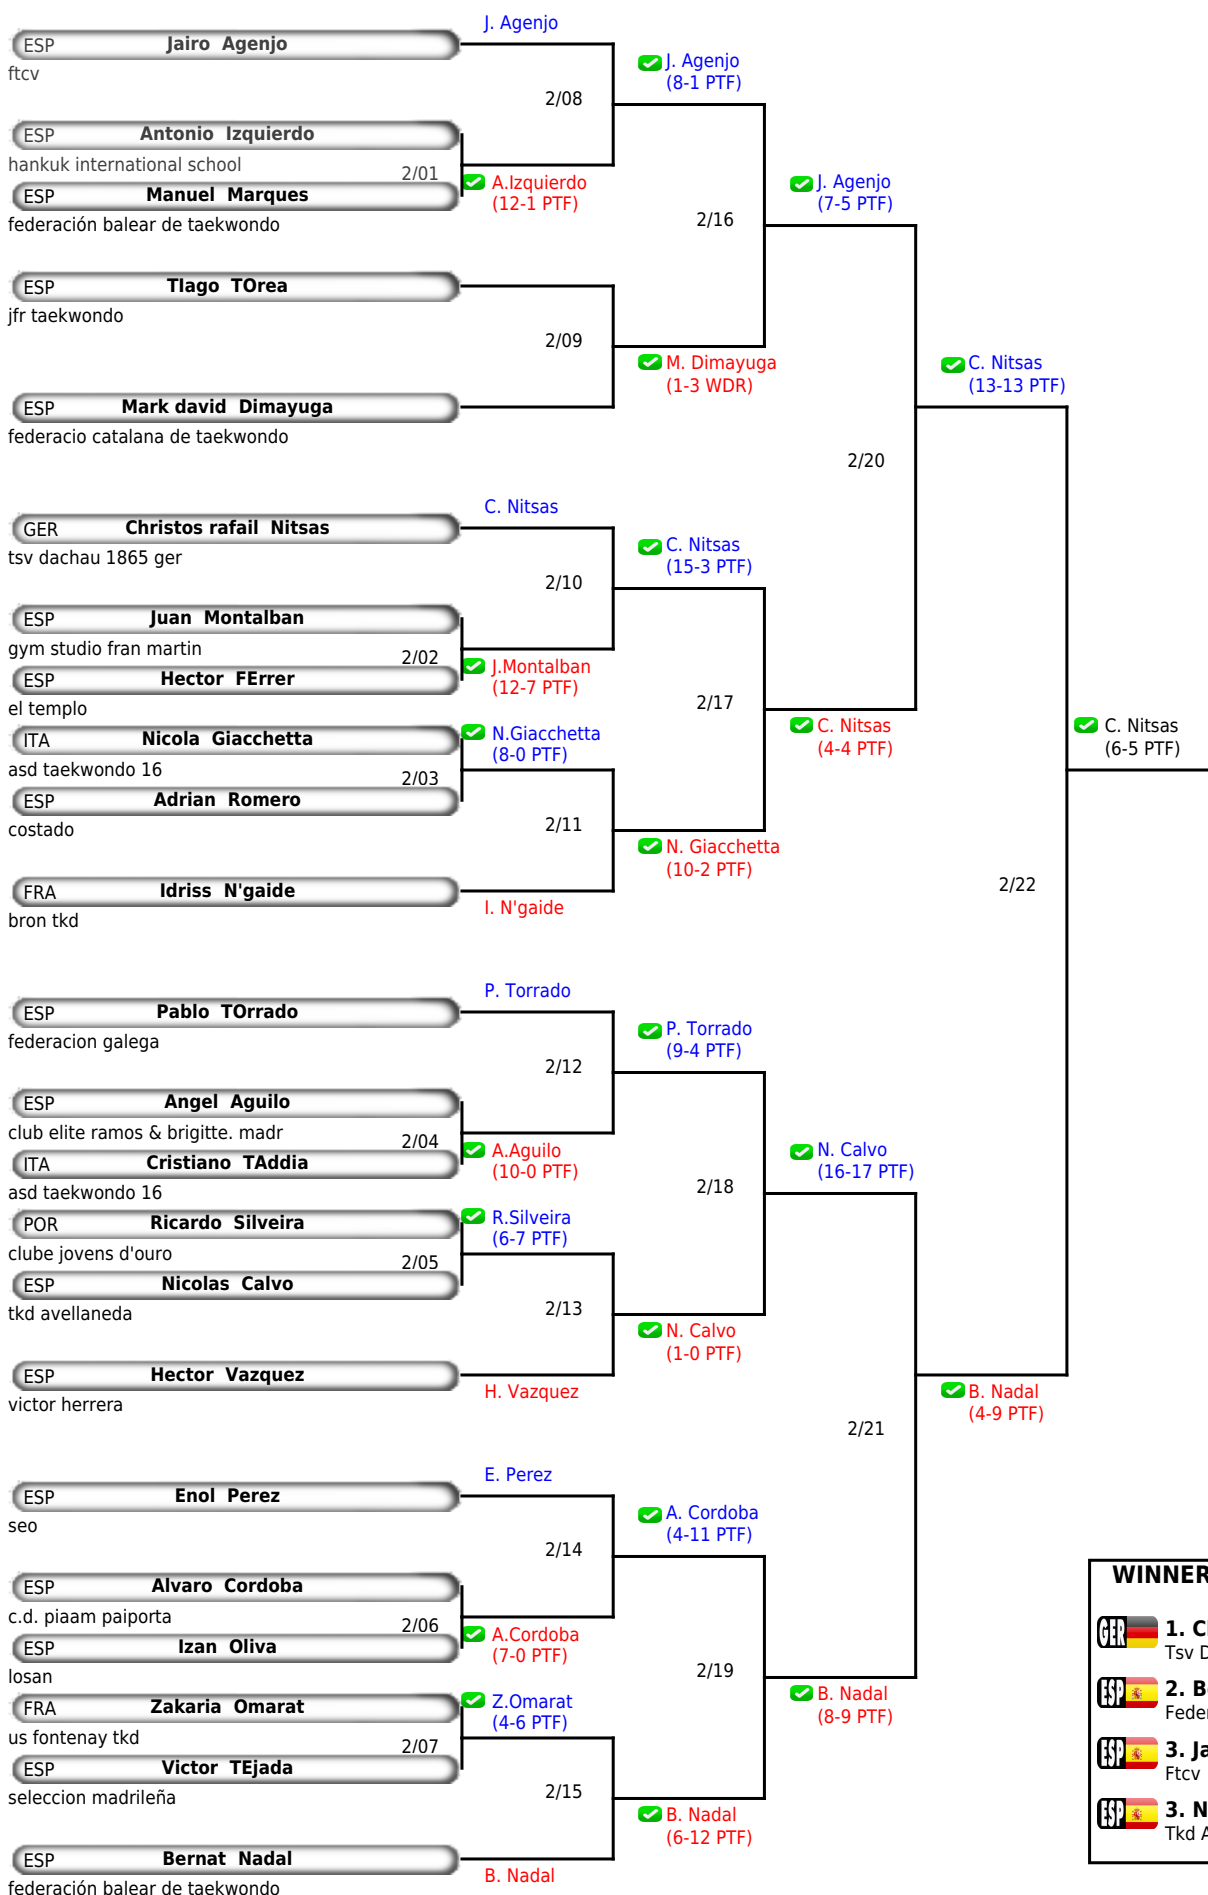 J. Agenjo
ESP Jairo Agenjo
ftcv
J. Agenjo
(8-1 PTF)
2/08
ESP Antonio Izquierdo
hankuk international school
2/01
A.Izquierdo
(12-1 PTF)
ESP Manuel Marques
federación balear de taekwondo
J. Agenjo
(7-5 PTF)
2/16
ESP TIago TOrea
jfr taekwondo
2/09
M. Dimayuga
(1-3 WDR)
C. Nitsas
(13-13 PTF)
ESP Mark david Dimayuga
federacio catalana de taekwondo
2/20
C. Nitsas
GER Christos rafail Nitsas
tsv dachau 1865 ger
C. Nitsas
(15-3 PTF)
2/10
ESP Juan Montalban
gym studio fran martin
2/02
J.Montalban
(12-7 PTF)
ESP Hector FErrer
el templo
2/17
C. Nitsas
(4-4 PTF)
C. Nitsas
(6-5 PTF)
ITA Nicola Giacchetta
N.Giacchetta
(8-0 PTF)
asd taekwondo 16
2/03
ESP Adrian Romero
costado
2/11
N. Giacchetta
(10-2 PTF)
2/22
FRA Idriss N'gaide
I. N'gaide
bron tkd
P. Torrado
ESP Pablo TOrrado
federacion galega
P. Torrado
(9-4 PTF)
2/12
ESP Angel Aguilo
club elite ramos & brigitte. madr
2/04
A.Aguilo
(10-0 PTF)
ITA Cristiano TAddia
asd taekwondo 16
N. Calvo
(16-17 PTF)
2/18
POR Ricardo Silveira
R.Silveira
(6-7 PTF)
clube jovens d'ouro
2/05
ESP Nicolas Calvo
tkd avellaneda
2/13
N. Calvo
(1-0 PTF)
ESP Hector Vazquez
H. Vazquez
victor herrera
B. Nadal
(4-9 PTF)
2/21
E. Perez
ESP Enol Perez
seo
A. Cordoba
(4-11 PTF)
2/14
ESP Alvaro Cordoba
c.d. piaam paiporta
2/06
A.Cordoba
(7-0 PTF)
ESP Izan Oliva
losan
2/19
B. Nadal
(8-9 PTF)
FRA Zakaria Omarat
Z.Omarat
(4-6 PTF)
us fontenay tkd
2/07
ESP Victor TEjada
seleccion madrileña
2/15
B. Nadal
(6-12 PTF)
ESP Bernat Nadal
B. Nadal
federación balear de taekwondo
WINNER
GER 1. Cl
Tsv D
ESP 2. Be
Feder
ESP 3. Ja
Ftcv
ESP 3. N
Tkd A